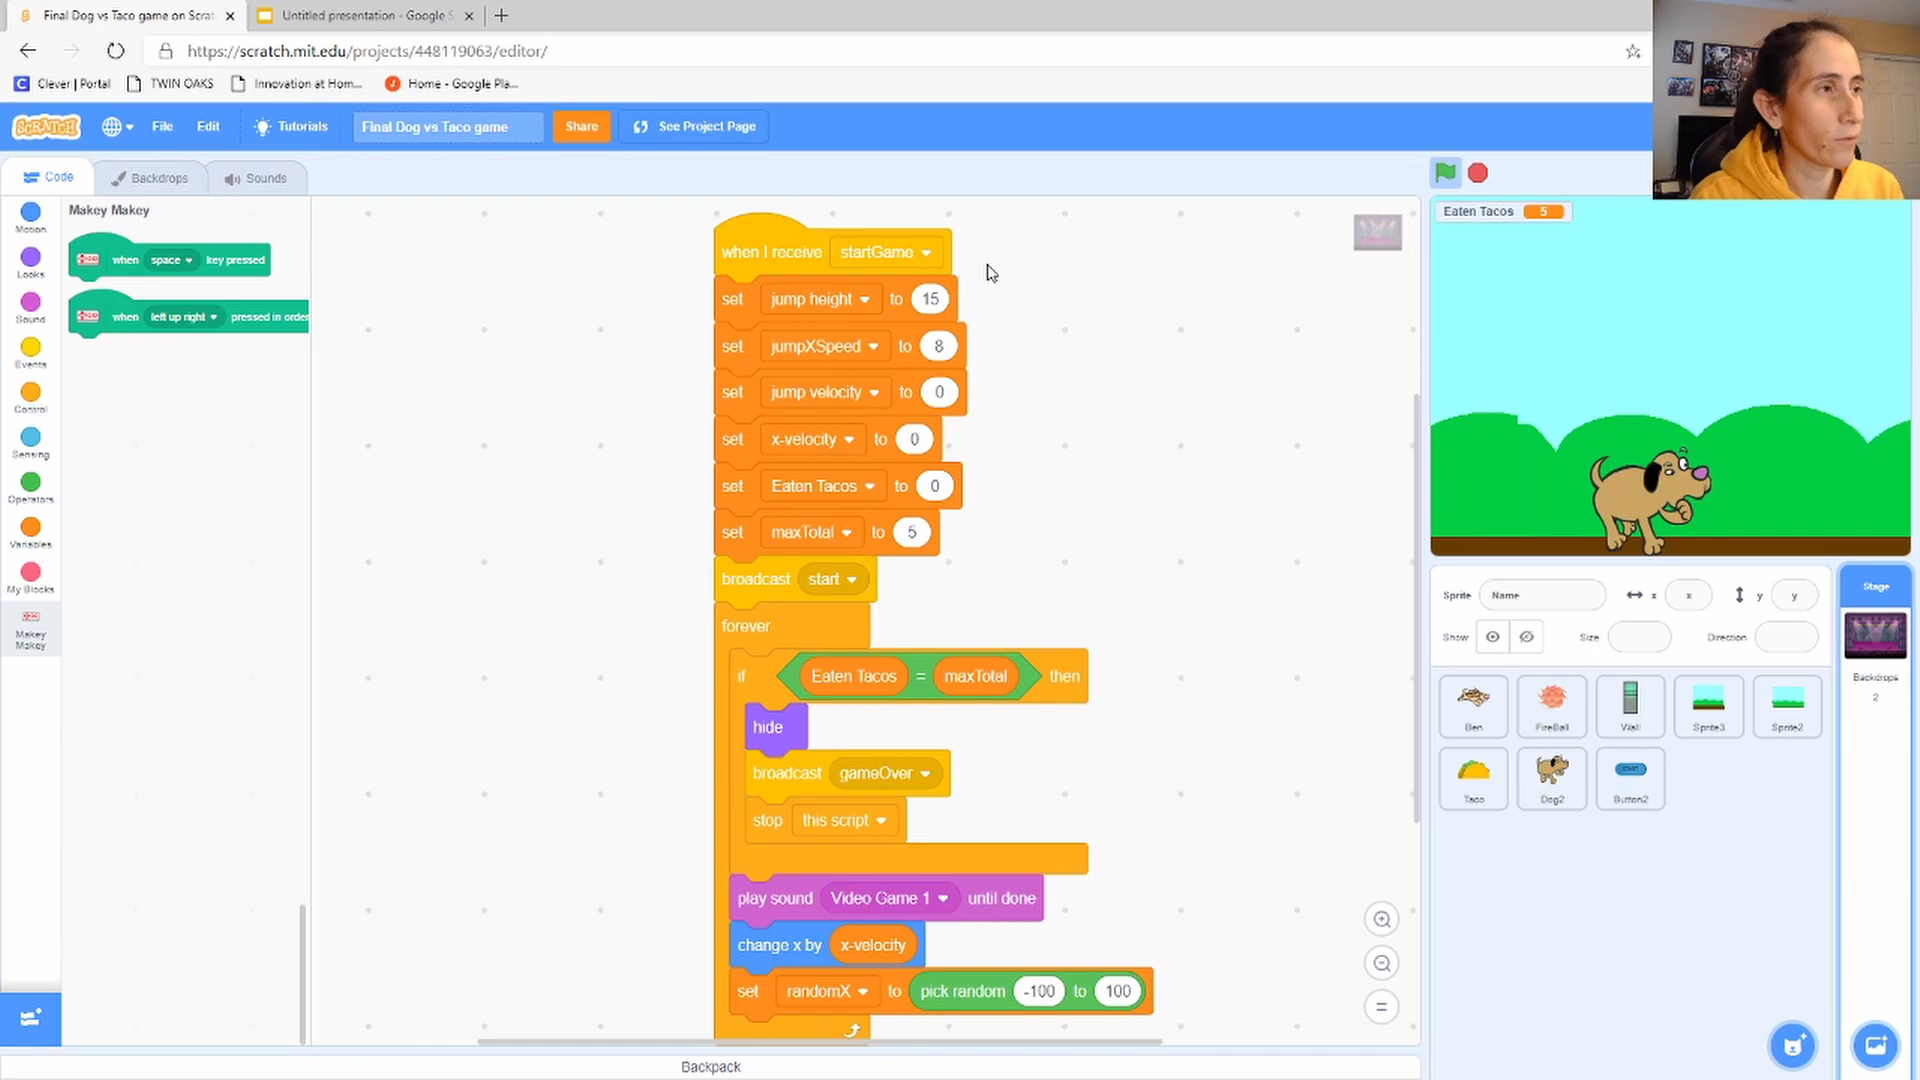 Final Dog vs Taco game on Scrat
Untitled presentation - Google S
https://scratch.mit.edu/projects/448119063/editor/
Clever | Portal
TWIN OAKS
Innovation at Hom...
Home - Google Pla...
SCRATCH
File
Edit
Tutorials
Final Dog vs Taco game
Share
See Project Page
Code
Backdrops
Sounds
Motion
Looks
Sound
Events
Control
Sensing
Operators
Variables
My Blocks
Makey
Makey
Makey Makey
when space key pressed
when left up right pressed in order
when I receive startGame
set jump height to 15
set jumpXSpeed to 8
set jump velocity to 0
set x-velocity to 0
set Eaten Tacos to 0
set maxTotal to 5
broadcast start
forever
if Eaten Tacos = maxTotal then
hide
broadcast gameOver
stop this script
play sound Video Game 1 until done
change x by x-velocity
set randomX to pick random -100 to 100
Backpack
Eaten Tacos 5
Sprite Name x x y y
Show Size Direction
Ben
FireBall
Wall
Sprite3
Sprite2
Taco
Dog2
Button2
Stage
Backdrops
2